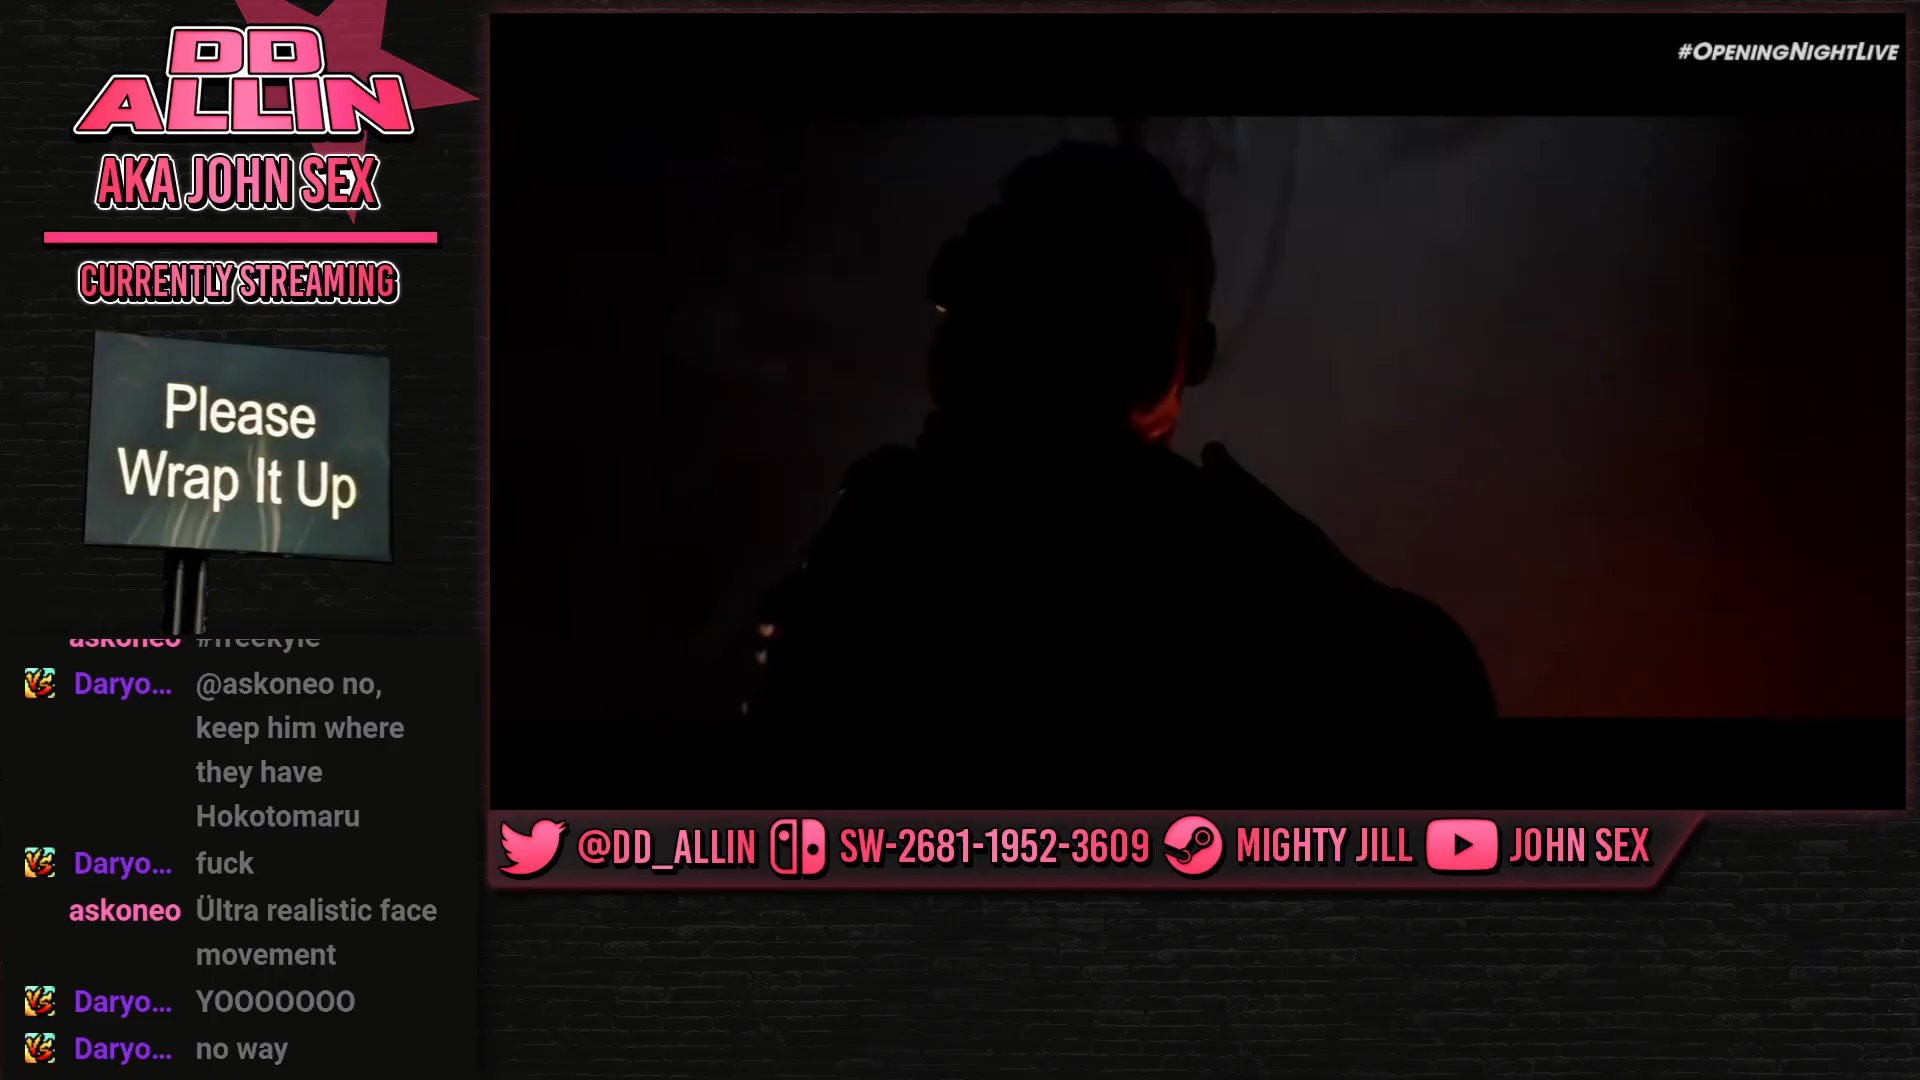 DD
ALLIN
AKA JOHN SEX
CURRENTLY STREAMING
Please
Wrap It Up
askoneo #freekyle
Daryo... @askoneo no,
keep him where
they have
Hokotomaru
Daryo... fuck
askoneo Ültra realistic face
movement
Daryo... YOOOOOOO
Daryo... no way
#OPENINGNIGHTLIVE
@DD_ALLIN SW-2681-1952-3609 MIGHTY JILL JOHN SEX